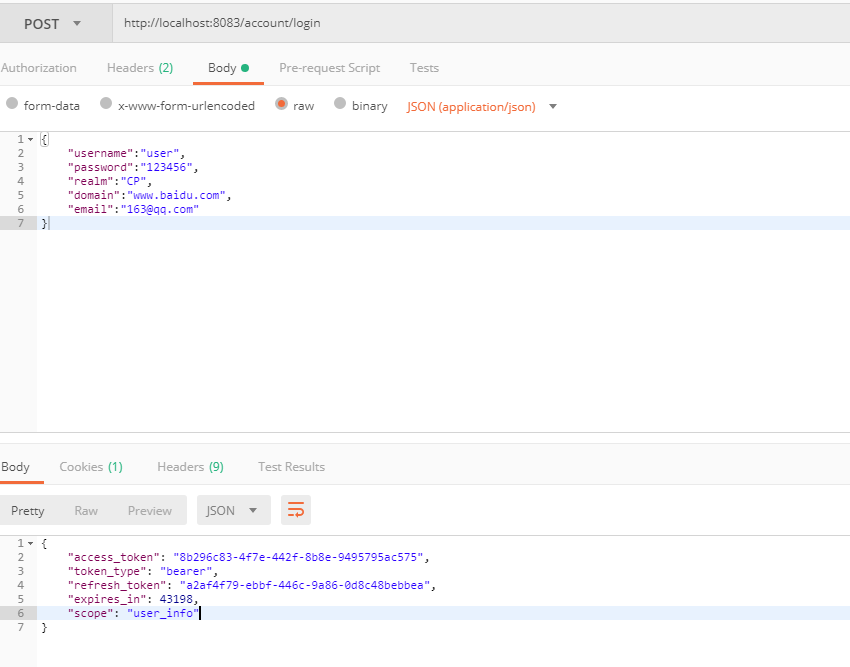 POST http://localhost:8083/account/login
Authorization Headers (2) Body Pre-request Script Tests
form-data x-www-form-urlencoded raw binary JSON (application/json)
1 {
2 "username":"user",
3 "password":"123456",
4 "realm":"CP",
5 "domain":"www.baidu.com",
6 "email":"163@qq.com"
7 }
Body Cookies (1) Headers (9) Test Results
Pretty Raw Preview JSON
1 {
2 "access_token": "8b296c83-4f7e-442f-8b8e-9495795ac575",
3 "token_type": "bearer",
4 "refresh_token": "a2af4f79-ebbf-446c-9a86-0d8c48bebbea",
5 "expires_in": 43198,
6 "scope": "user_info"
7 }